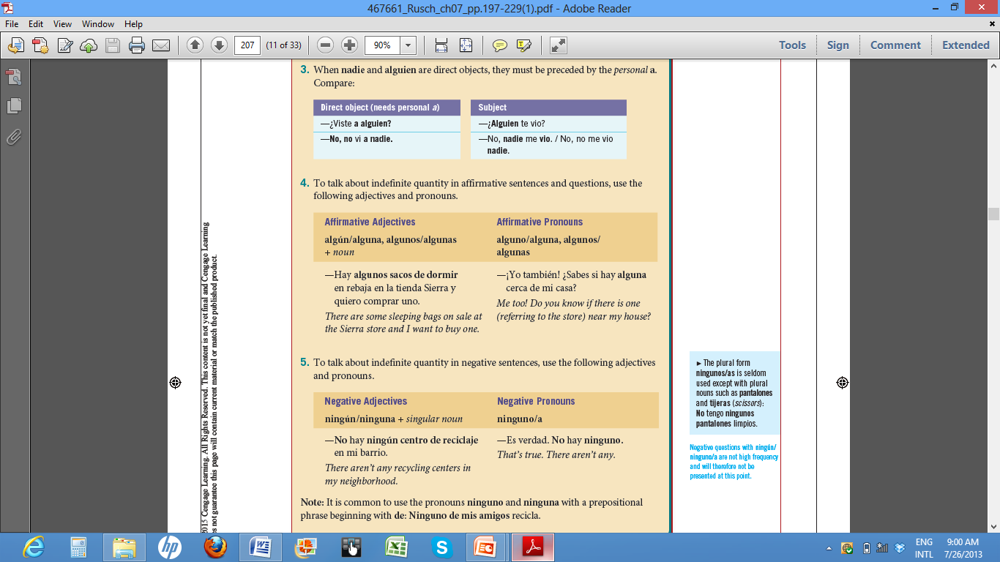 467661_Rusch_ch07_pp.197-229(1).pdf - Adobe Reader
File Edit View Window Help
207 (11 of 33) 90% Tools Sign Comment Extended
3. When nadie and alguien are direct objects, they must be preceded by the personal a.
Compare:
Direct object (needs personal a)
—¿Viste a alguien?
—No, no vi a nadie.
Subject
—¿Alguien te vio?
—No, nadie me vio. / No, no me vio
nadie.
4. To talk about indefinite quantity in affirmative sentences and questions, use the
following adjectives and pronouns.
Affirmative Adjectives
algún/alguna, algunos/algunas
+ noun
—Hay algunos sacos de dormir
en rebaja en la tienda Sierra y
quiero comprar uno.
There are some sleeping bags on sale at
the Sierra store and I want to buy one.
Affirmative Pronouns
alguno/alguna, algunos/
algunas
—¡Yo también! ¿Sabes si hay alguna
cerca de mi casa?
Me too! Do you know if there is one
(referring to the store) near my house?
5. To talk about indefinite quantity in negative sentences, use the following adjectives
and pronouns.
Negative Adjectives
ningún/ninguna + singular noun
—No hay ningún centro de reciclaje
en mi barrio.
There aren't any recycling centers in
my neighborhood.
Negative Pronouns
ninguno/a
—Es verdad. No hay ninguno.
That's true. There aren't any.
Note: It is common to use the pronouns ninguno and ninguna with a prepositional
phrase beginning with de: Ninguno de mis amigos recicla.
► The plural form
ningunos/as is seldom
used except with plural
nouns such as pantalones
and tijeras (scissors):
No tengo ningunos
pantalones limpios.
Negative questions with ningún/
ninguno/a are not high frequency
and will therefore not be
presented at this point.
2015 Cengage Learning. All Rights Reserved. This content is not yet final and Cengage Learning
es not guarantee this page will contain current material or match the published product.
hp
ENG
INTL
9:00 AM
7/26/2013